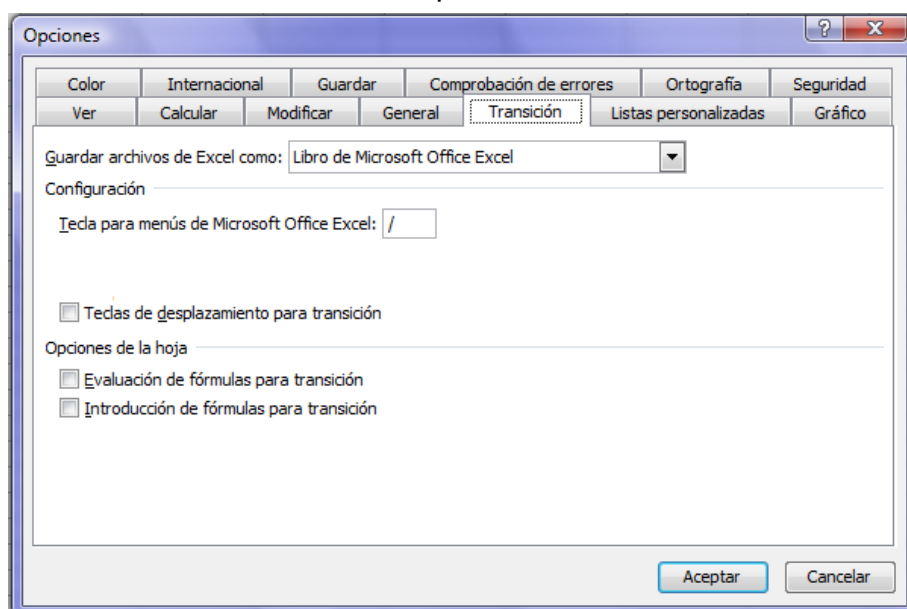 Opciones
Color Internacional Guardar Comprobación de errores Ortografía Seguridad
Ver Calcular Modificar General Transición Listas personalizadas Gráfico
Guardar archivos de Excel como: Libro de Microsoft Office Excel
Configuración
Tecla para menús de Microsoft Office Excel: /
Teclas de desplazamiento para transición
Opciones de la hoja
Evaluación de fórmulas para transición
Introducción de fórmulas para transición
Aceptar Cancelar